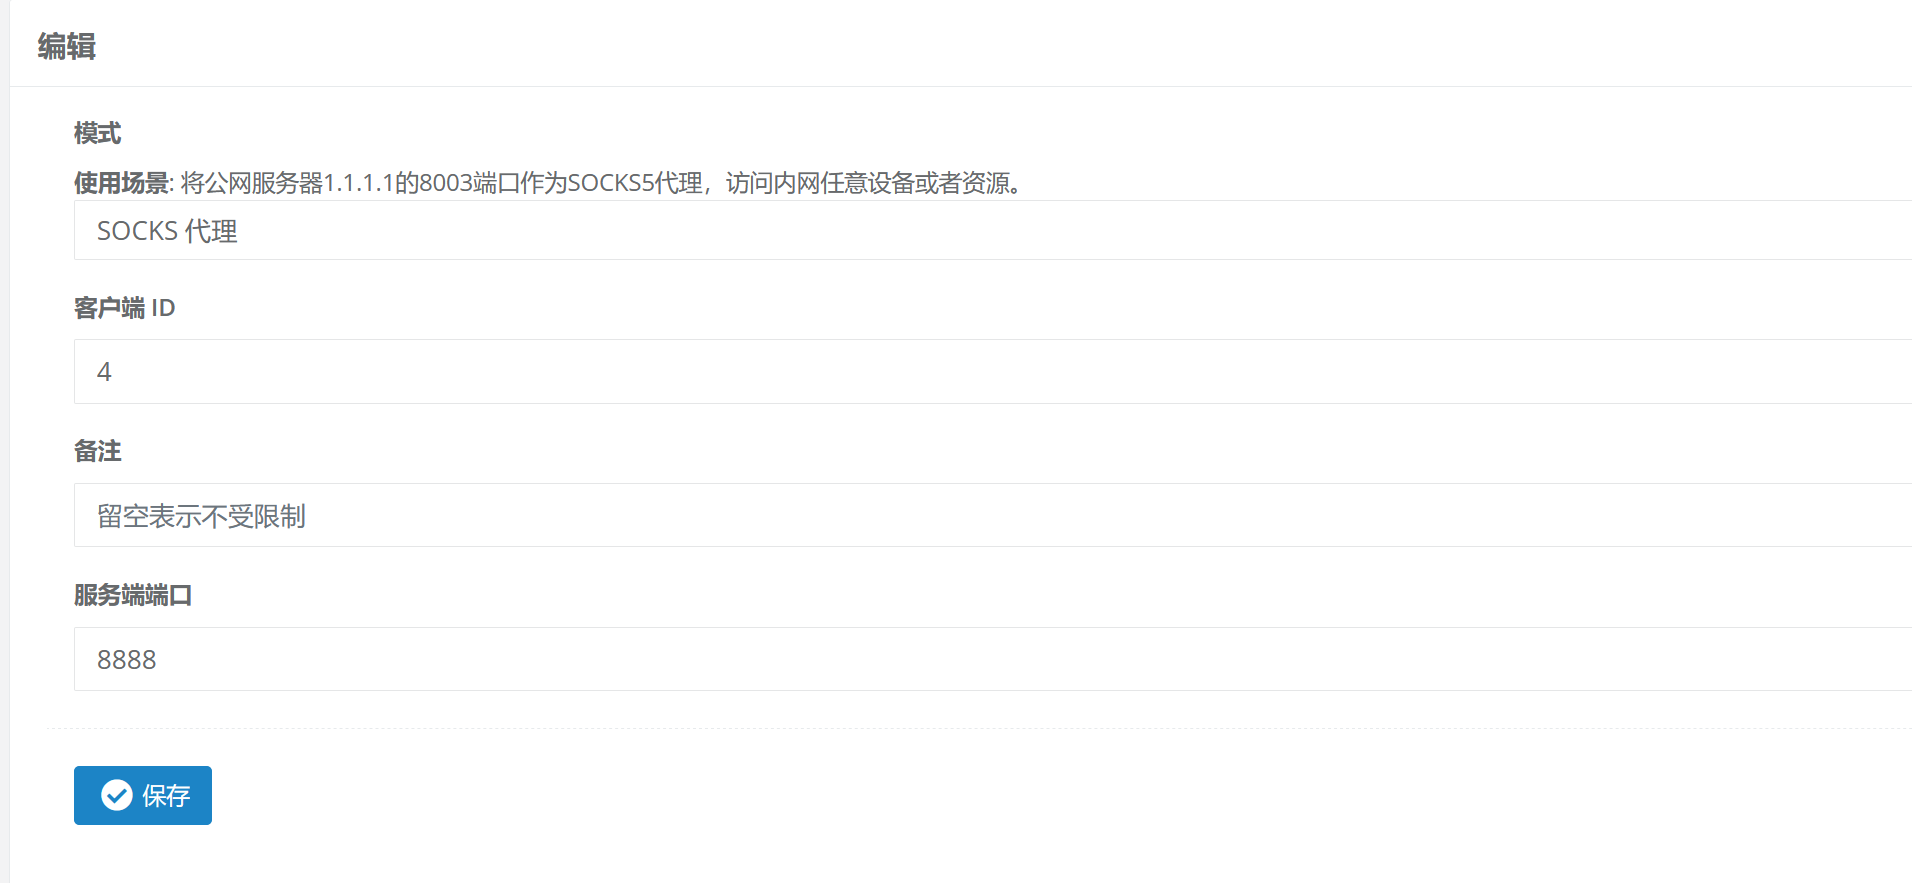 编辑
模式
使用场景: 将公网服务器1.1.1.1的8003端口作为SOCKS5代理，访问内网任意设备或者资源。
SOCKS 代理
客户端 ID
4
备注
留空表示不受限制
服务端端口
8888
保存